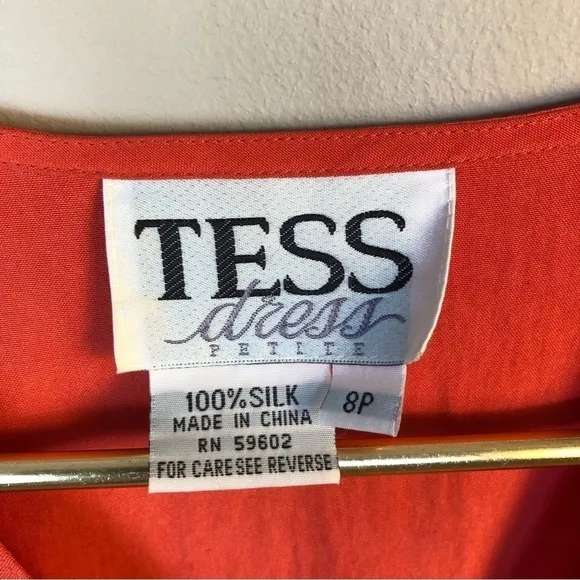 TESS
dress
PETITE
100% SILK
MADE IN CHINA
RN 59602
FOR CARE SEE REVERSE
8P